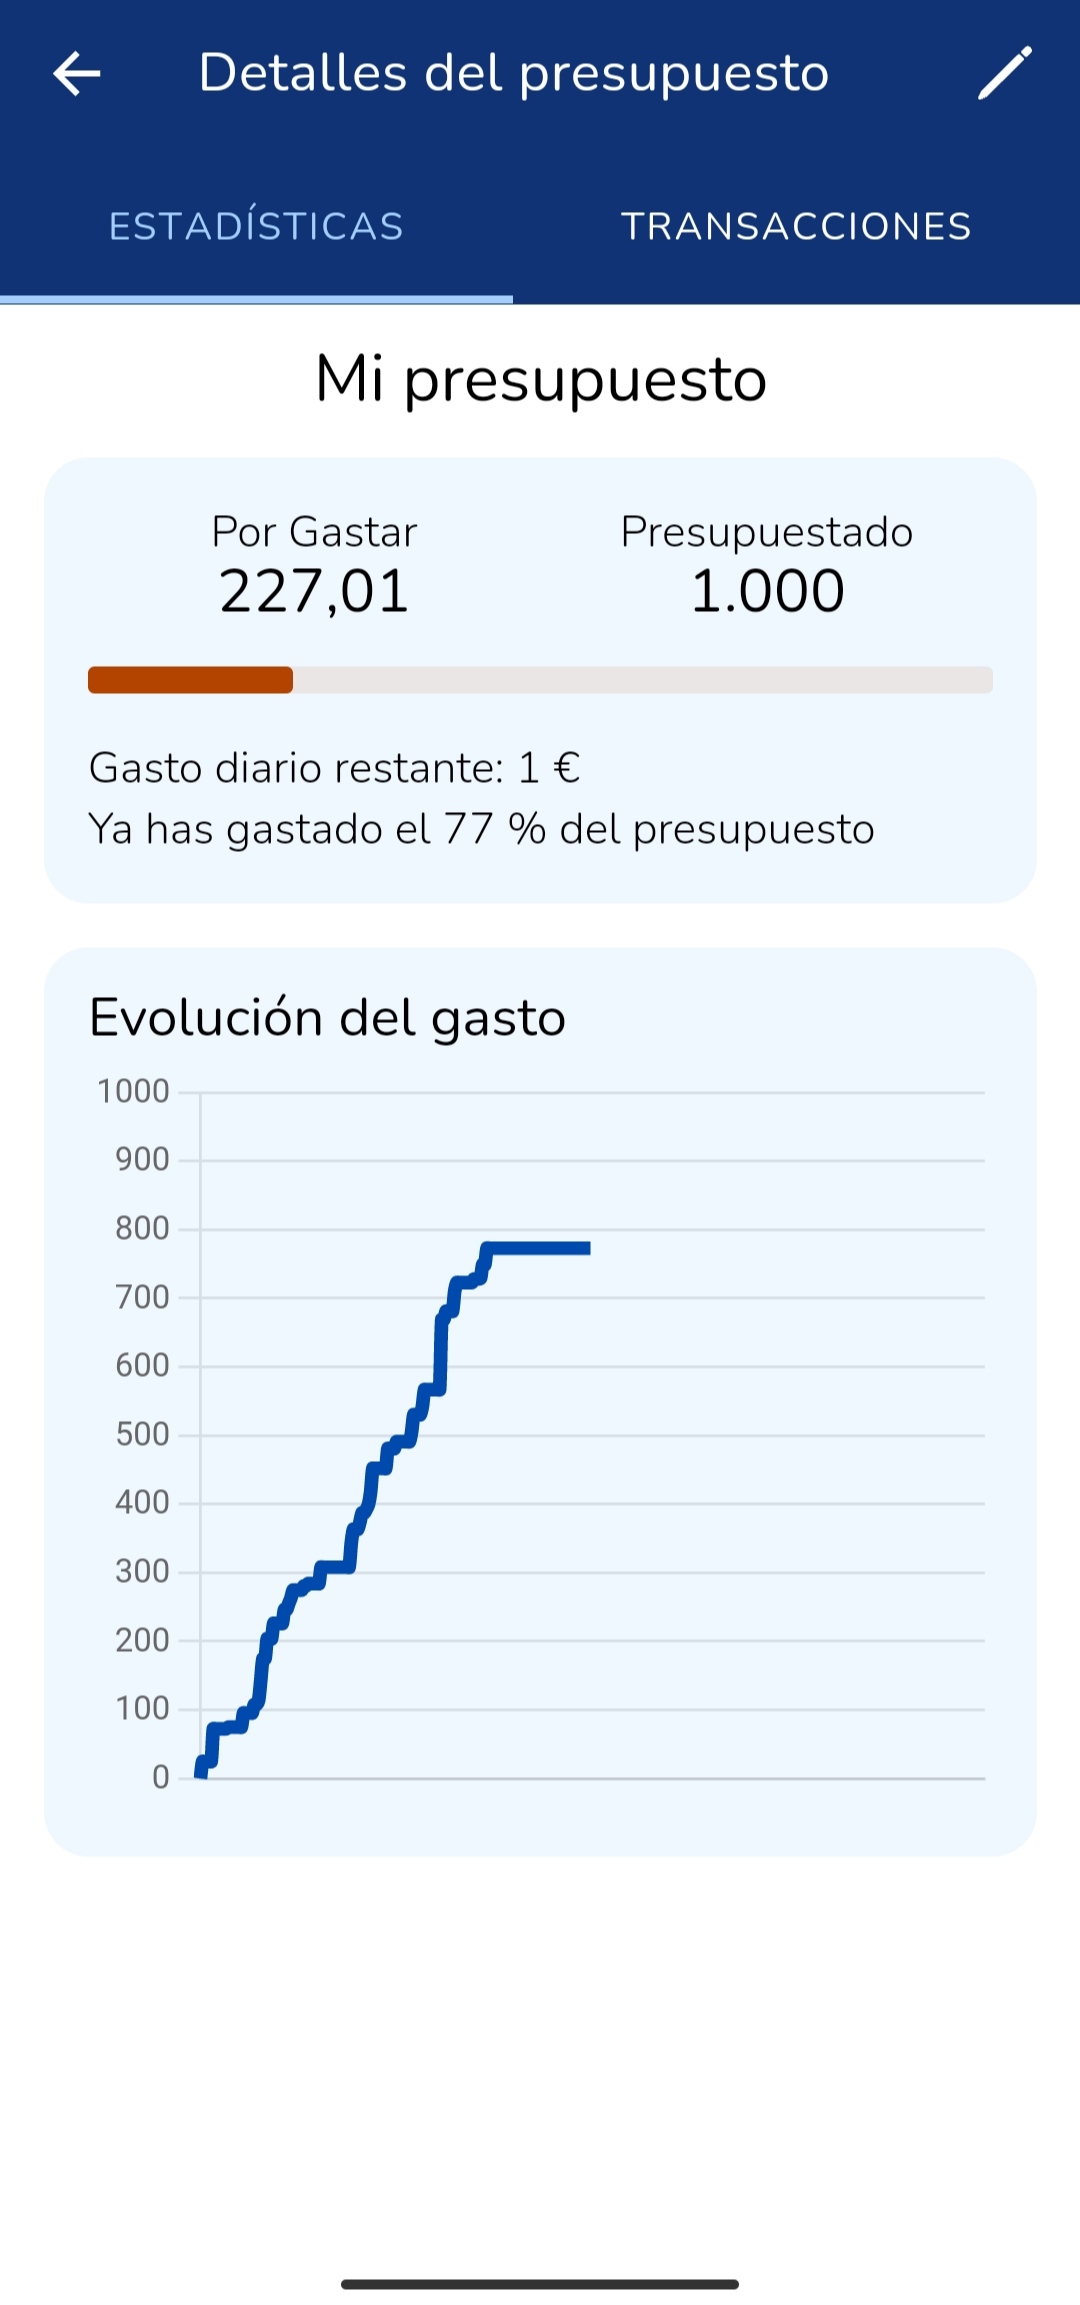 Detalles del presupuesto
ESTADÍSTICAS
TRANSACCIONES
Mi presupuesto
Por Gastar
Presupuestado
227,01
1.000
Gasto diario restante: 1 €
Ya has gastado el 77 % del presupuesto
Evolución del gasto
1000
900
800
700
600
500
400
300
200
100
0